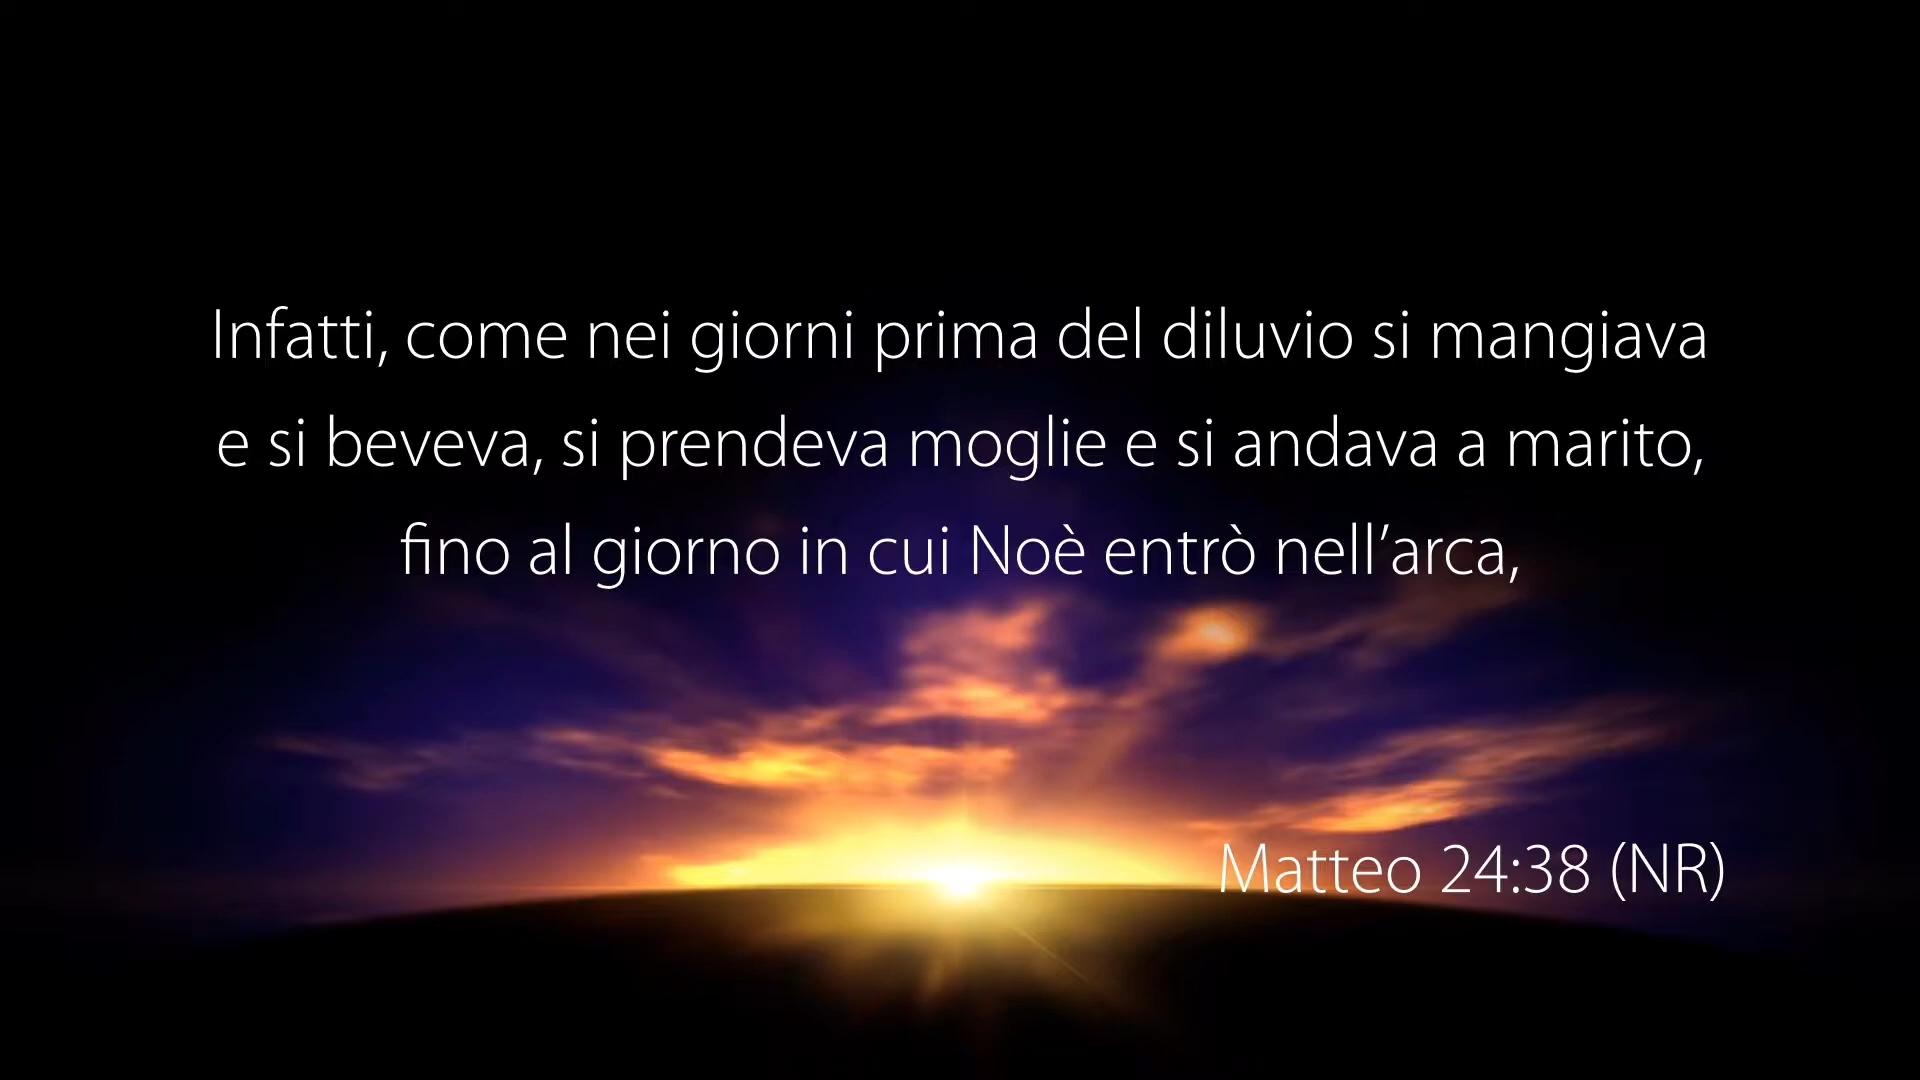 Infatti, come nei giorni prima del diluvio si mangiava
e si beveva, si prendeva moglie e si andava a marito,
fino al giorno in cui Noè entrò nell’arca,
Matteo 24:38 (NR)